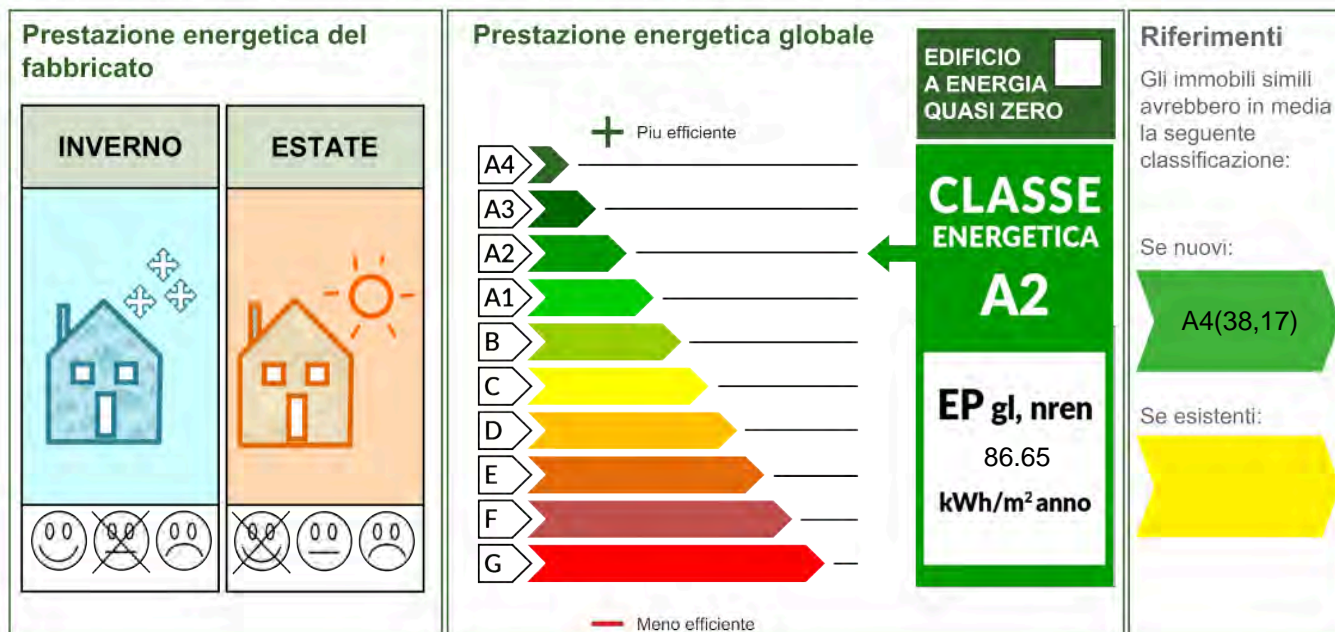 Prestazione energetica del
fabbricato
INVERNO
ESTATE
Prestazione energetica globale
Piu efficiente
A4
A3
A2
A1
B
C
D
E
F
G
Meno efficiente
EDIFICIO
A ENERGIA
QUASI ZERO
CLASSE
ENERGETICA
A2
EP gl, nren
86.65
kWh/m² anno
Riferimenti
Gli immobili simili
avrebbero in media
la seguente
classificazione:
Se nuovi:
A4(38,17)
Se esistenti: